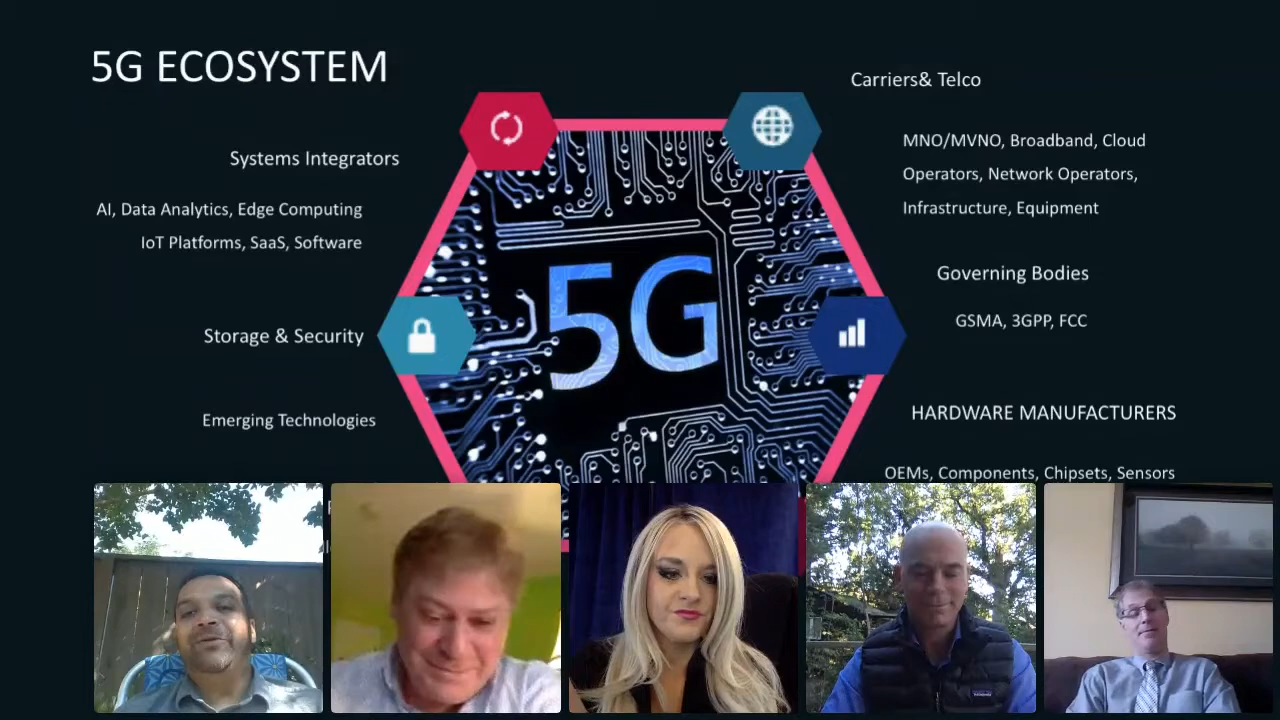 5G ECOSYSTEM
Systems Integrators
AI, Data Analytics, Edge Computing
IoT Platforms, SaaS, Software
Storage & Security
Emerging Technologies
5G
Carriers& Telco
MNO/MVNO, Broadband, Cloud
Operators, Network Operators,
Infrastructure, Equipment
Governing Bodies
GSMA, 3GPP, FCC
HARDWARE MANUFACTURERS
OEMs, Components, Chipsets, Sensors